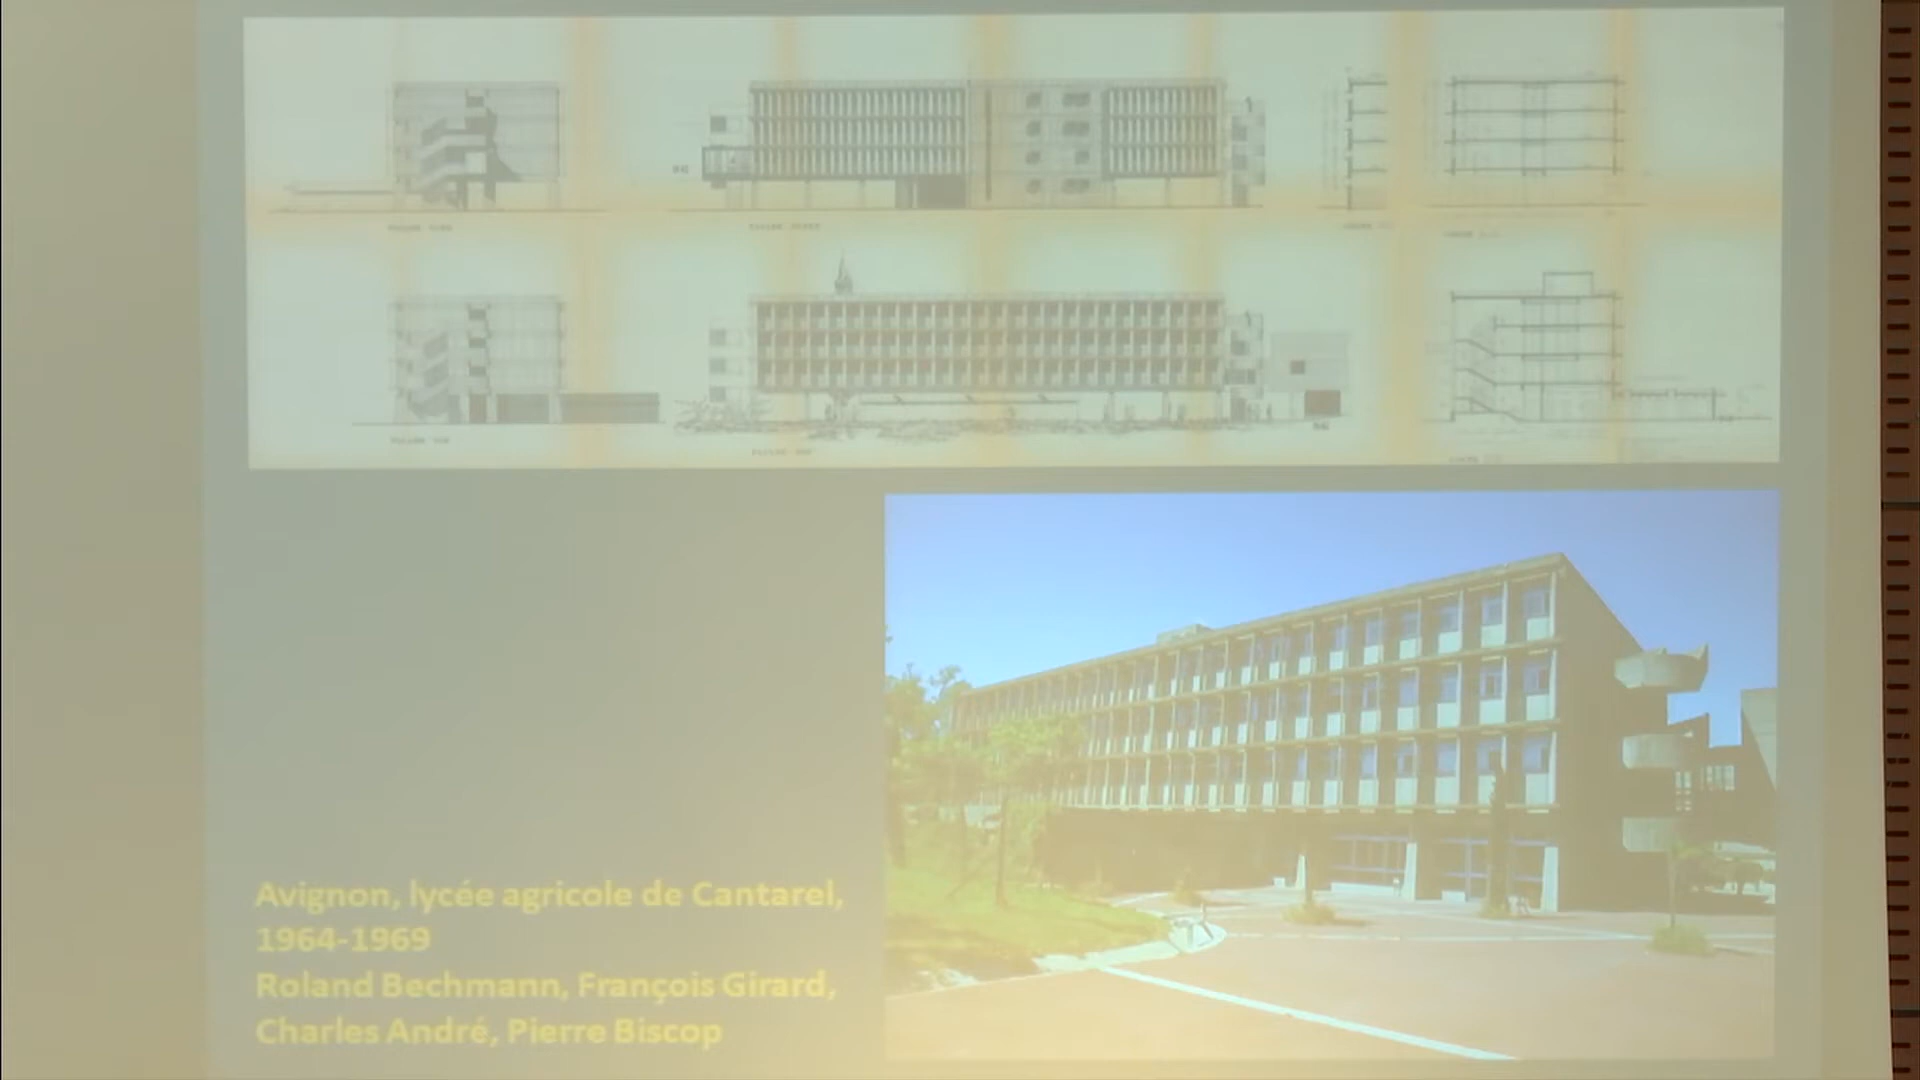 Avignon, lycée agricole de Cantarel,
1964-1969
Roland Bechmann, François Girard,
Charles André, Pierre Biscop